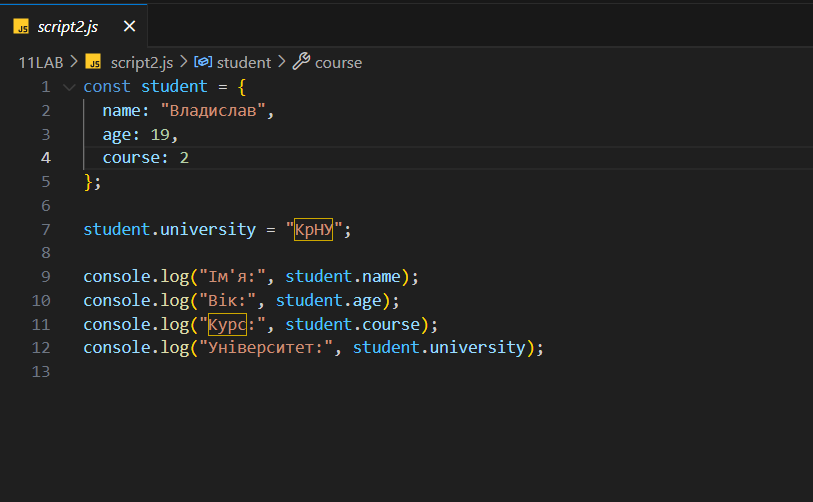 JS script2.js ×
11LAB > JS script2.js > student > course
1 const student = {
2   name: "Владислав",
3   age: 19,
4   course: 2
5 };
6
7 student.university = "КрНУ";
8
9 console.log("Ім'я:", student.name);
10 console.log("Вік:", student.age);
11 console.log("Курс:", student.course);
12 console.log("Університет:", student.university);
13